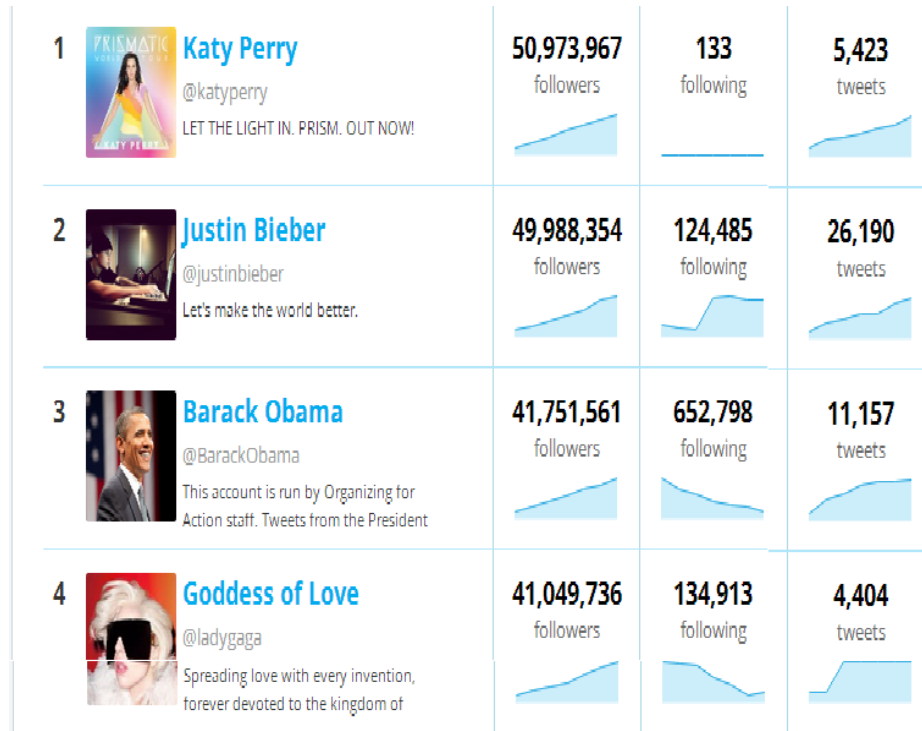 1
PRISMATIC
WORLD TOUR
KATY PERRY
Katy Perry
@katyperry
LET THE LIGHT IN. PRISM. OUT NOW!
50,973,967
followers
133
following
5,423
tweets
2
Justin Bieber
@justinbieber
Let's make the world better.
49,988,354
followers
124,485
following
26,190
tweets
3
Barack Obama
@BarackObama
This account is run by Organizing for
Action staff. Tweets from the President
41,751,561
followers
652,798
following
11,157
tweets
4
Goddess of Love
@ladygaga
Spreading love with every invention,
forever devoted to the kingdom of
41,049,736
followers
134,913
following
4,404
tweets